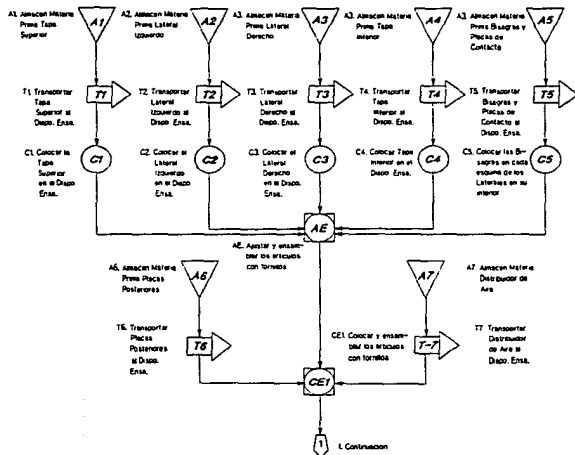 A1. Almacen Materia
Prima Tapa
Superior
A1
A2. Almacen Materia
Prima Lateral
Izquierdo
A2
A3. Almacen Materia
Prima Lateral
Derecho
A3
A3. Almacen Materia
Prima Tapa
Inferior
A4
A3. Almacen Materia
Prima Bisagras y
Placas de
Contacto
A5
T1. Transportar
Tapa
Superior al
Dispo. Ensa.
T1
T2. Transportar
Lateral
Izquierdo al
Dispo. Ensa.
T2
T3. Transportar
Lateral
Derecho al
Dispo. Ensa.
T3
T4. Transportar
Tapa
Inferior al
Dispo. Ensa.
T4
T5. Transportar
Bisagras y
Placas de
Contacto al
Dispo. Ensa.
T5
C1. Colocar la
Tapa
Superior
en el Dispo.
Ensa.
C1
C2. Colocar el
Lateral
Izquierdo
en el Dispo.
Ensa.
C2
C3. Colocar el
Lateral
Derecho
en el Dispo.
Ensa.
C3
C4. Colocar Tapa
Inferior en el
Dispo. Ensa.
C4
C5. Colocar las Bi-
sagras en cada
esquina de los
Laterales en su
interior
C5
AE
AE. Ajustar y ensam-
blar los articulos
con tornillos
A6. Almacen Materia
Prima Placas
Posteriores
A6
A7
A7. Almacen Materia
Distribuidor de
Aire
T6. Transportar
Placas
Posteriores
al Dispo.
Ensa.
T6
CE1. Colocar y ensam-
blar los articulos
con tornillos
T-7
T7. Transportar
Distribuidor
de Aire al
Dispo. Ensa.
CE1
1
1. Continuacion